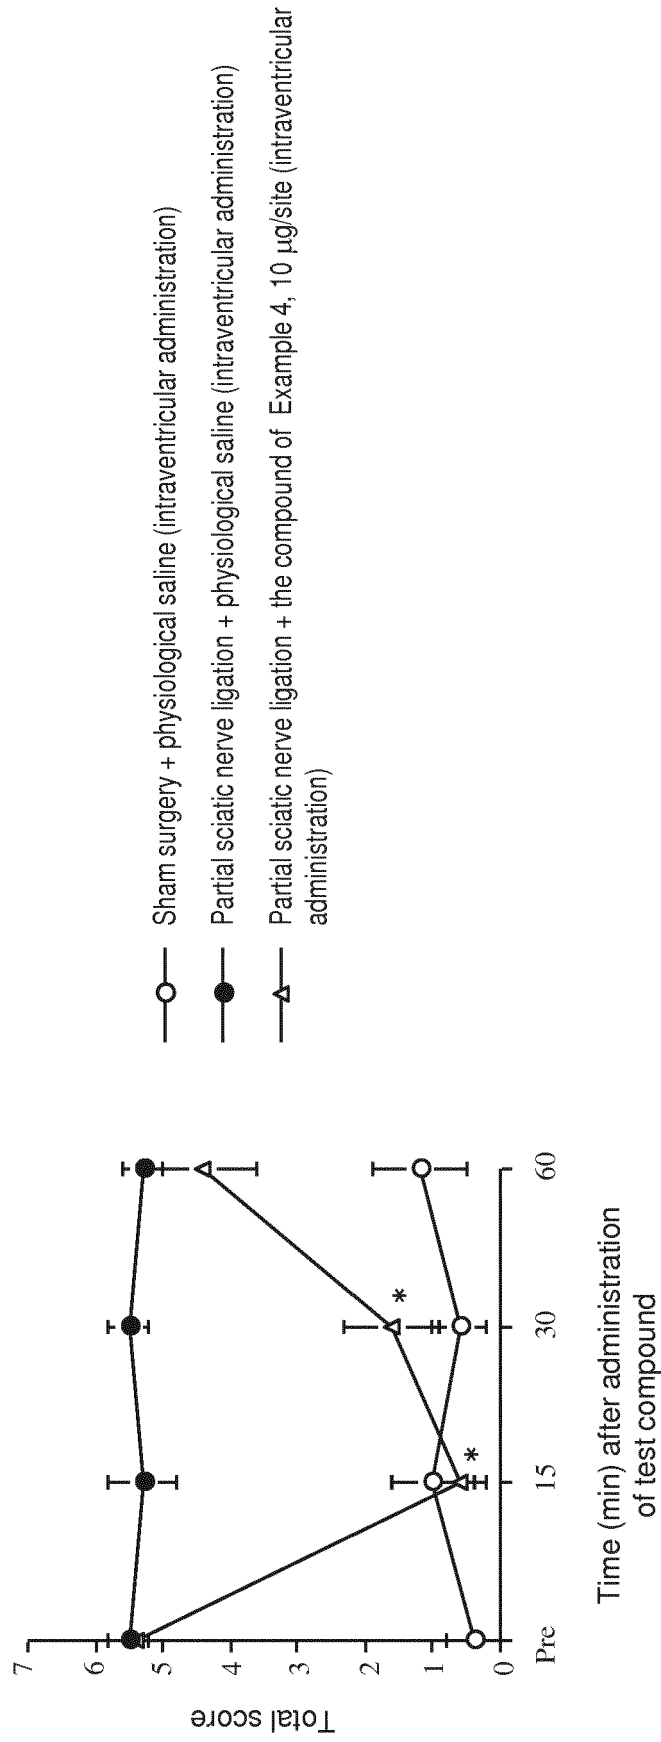 Total score
7
6
5
4
3
2
1
0
Pre
15
30
60
*
*
Time (min) after administration
of test compound
Sham surgery + physiological saline (intraventricular administration)
Partial sciatic nerve ligation + physiological saline (intraventricular administration)
Partial sciatic nerve ligation + the compound of Example 4, 10 µg/site (intraventricular
administration)